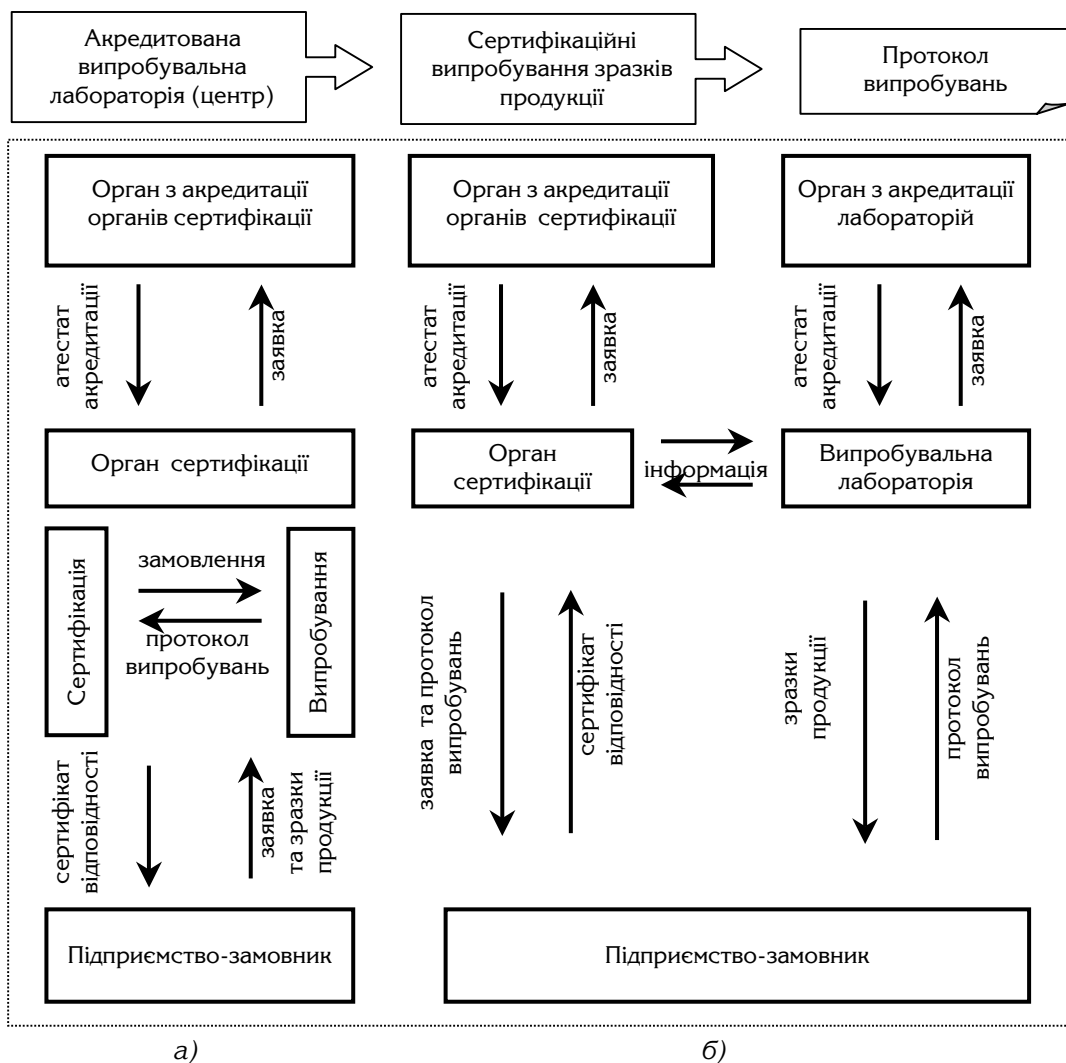 Акредитована
випробувальна
лабораторія (центр)
Сертифікаційні
випробування зразків
продукції
Протокол
випробувань
Орган з акредитації
органів сертифікації
Орган з акредитації
органів сертифікації
Орган з акредитації
лабораторій
атестат
акредитації
заявка
атестат
акредитації
заявка
атестат
акредитації
заявка
Орган сертифікації
Орган
сертифікації
інформація
Випробувальна
лабораторія
Сертифікація
замовлення
протокол
випробувань
Випробування
заявка та протокол
випробувань
сертифікат
відповідності
зразки
продукції
протокол
випробувань
сертифікат
відповідності
заявка
та зразки
продукції
Підприємство-замовник
Підприємство-замовник
а)
б)